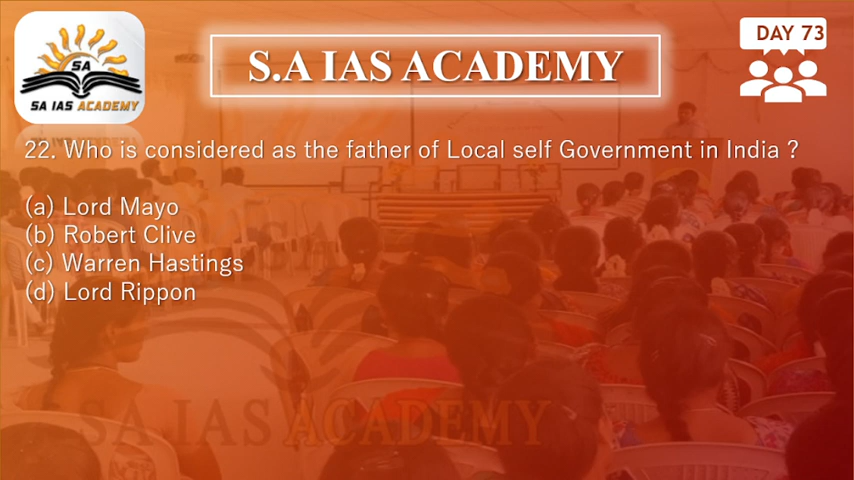 S.A IAS ACADEMY
DAY 73
SA
SA IAS ACADEMY
22. Who is considered as the father of Local self Government in India ?
(a) Lord Mayo
(b) Robert Clive
(c) Warren Hastings
(d) Lord Rippon
SA IAS ACADEMY